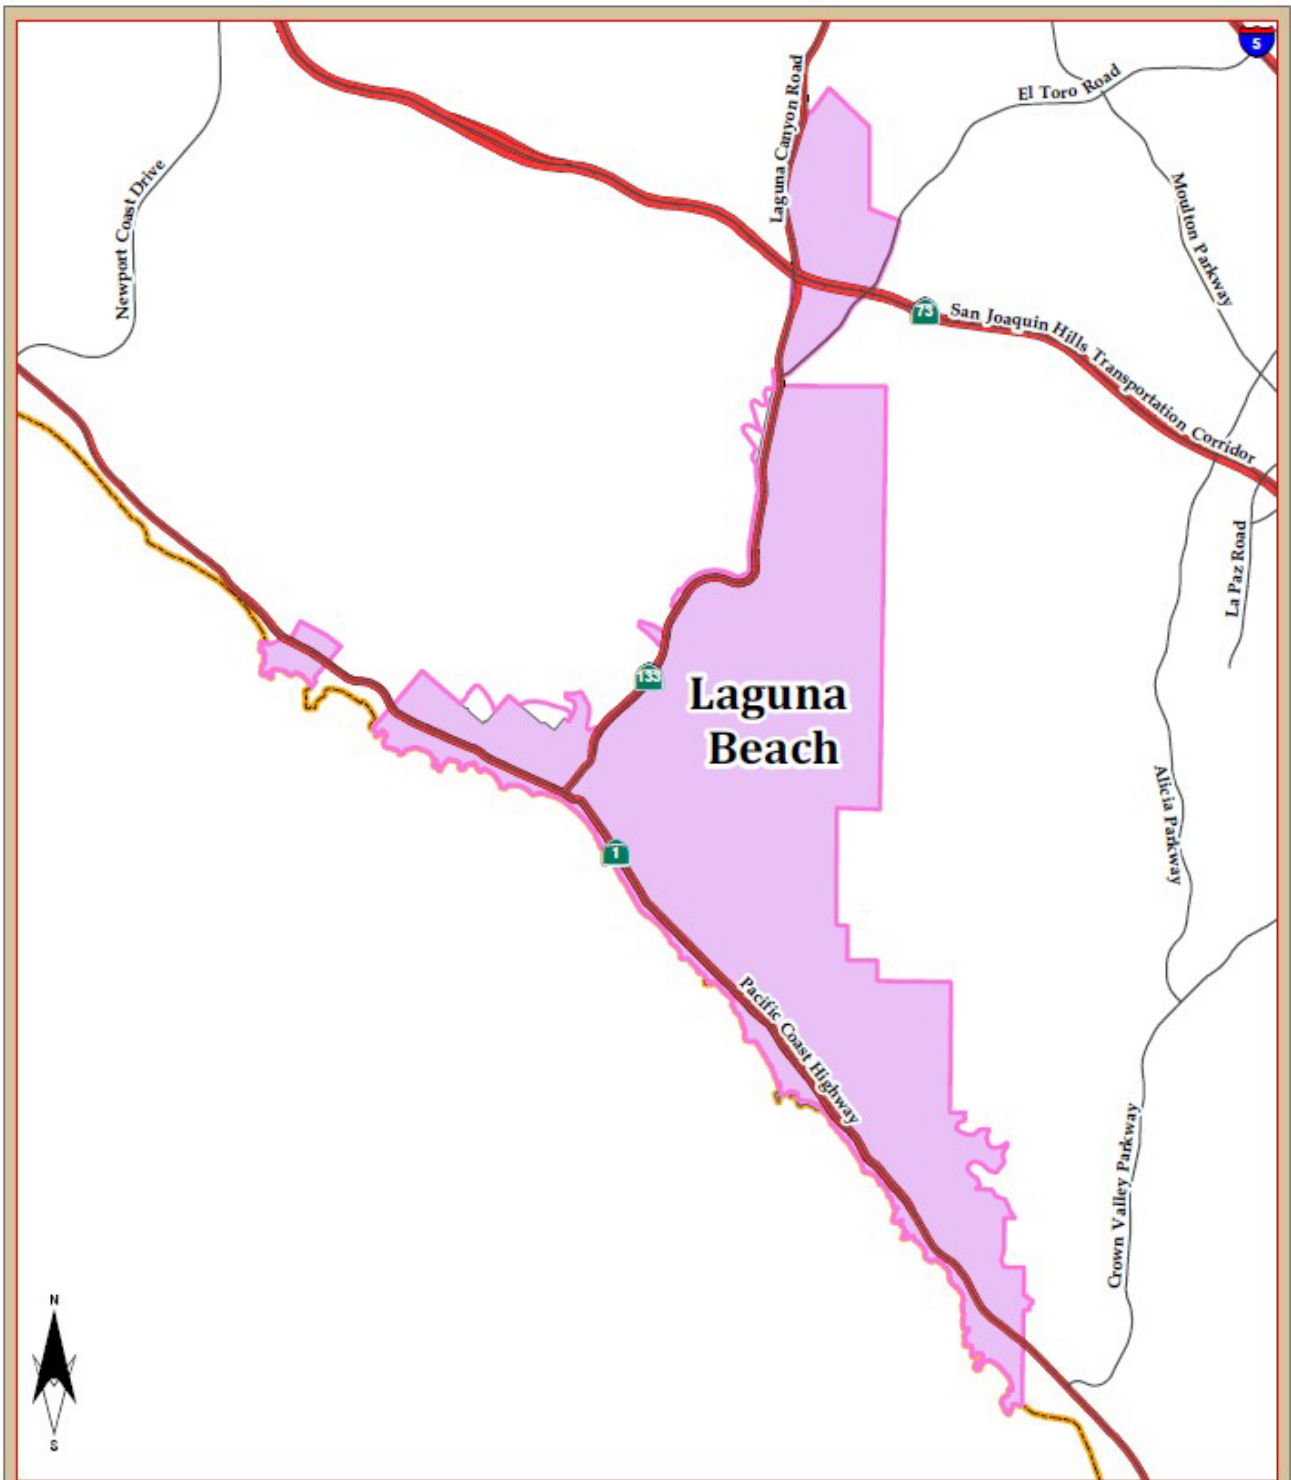 5
El Toro Road
Laguna Canyon Road
Newport Coast Drive
Moulton Parkway
73
San Joaquin Hills Transportation Corridor
La Paz Road
133
Laguna
Beach
Alicia Parkway
1
Pacific Coast Highway
Crown Valley Parkway
N
S